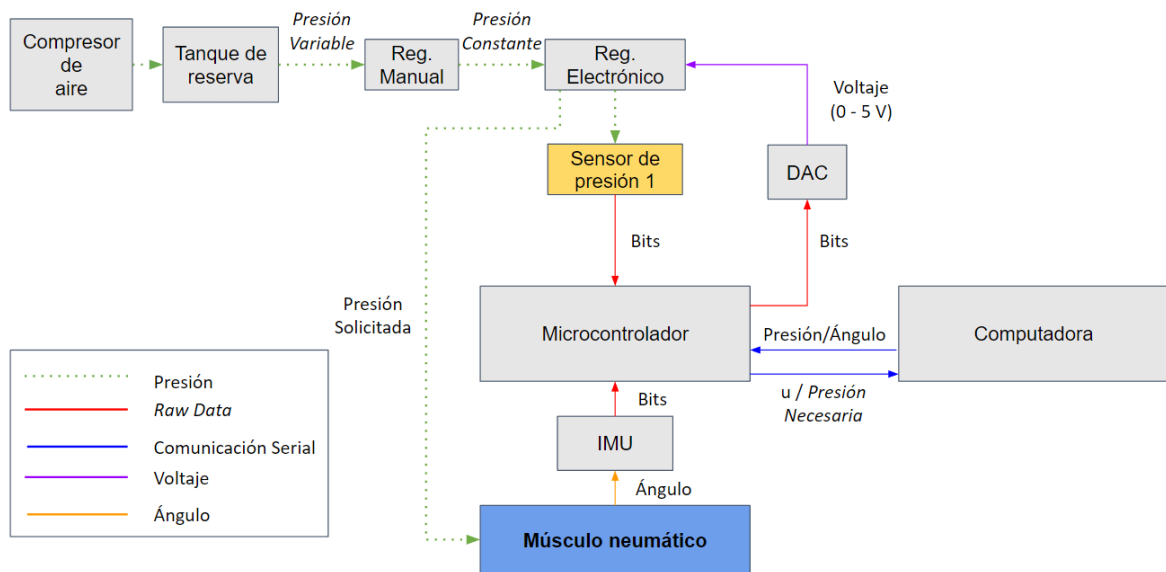 Compresor
de
aire
Tanque de
reserva
Presión
Variable
Reg.
Manual
Presión
Constante
Reg.
Electrónico
Voltaje
(0 - 5 V)
Sensor de
presión 1
DAC
Bits
Bits
Presión
Solicitada
Microcontrolador
Presión/Ángulo
Computadora
u / Presión
Necesaria
Bits
IMU
Ángulo
Músculo neumático
Presión
Raw Data
Comunicación Serial
Voltaje
Ángulo